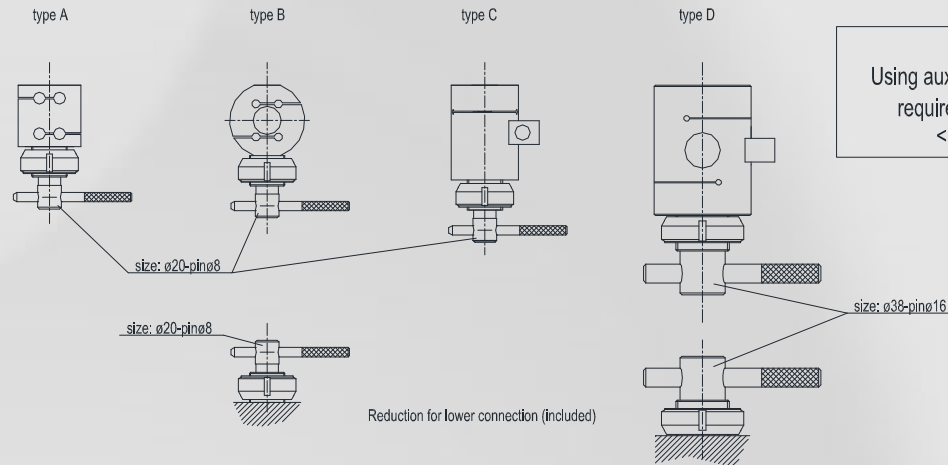 type A
type B
type C
type D
Using aux
require
<
size: ø20-pinø8
size: ø38-pinø16
size: ø20-pinø8
Reduction for lower connection (included)